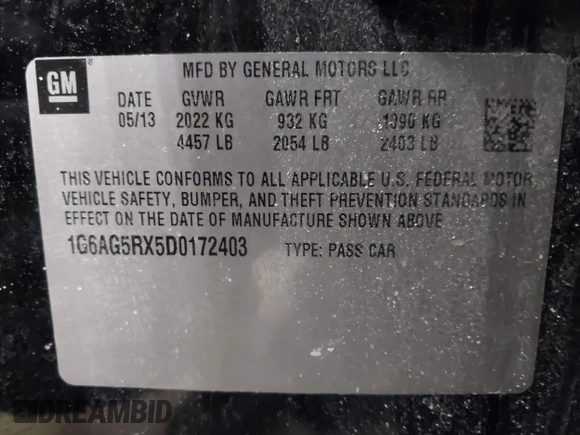 GM
MFD BY GENERAL MOTORS LLC
DATE GVWR GAWR FRT GAWR RR
05/13 2022 KG 932 KG 1090 KG
4457 LB 2054 LB 2403 LB
THIS VEHICLE CONFORMS TO ALL APPLICABLE U.S. FEDERAL MOTOR
VEHICLE SAFETY, BUMPER, AND THEFT PREVENTION STANDARDS IN
EFFECT ON THE DATE OF MANUFACTURE SHOWN ABOVE.
1G6AG5RX5D0172403 TYPE: PASS CAR
DREAMBID